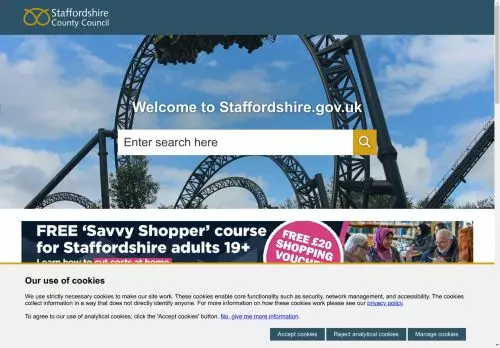 Staffordshire
County Council
Welcome to Staffordshire.gov.uk
Enter search here
FREE ‘Savvy Shopper’ course
for Staffordshire adults 19+
Learn how to cut costs at home
FREE £20
SHOPPING
VOUCHER
Our use of cookies
We use strictly necessary cookies to make our site work. These cookies enable core functionality such as security, network management, and accessibility. The cookies
collect information in a way that does not directly identify anyone. For more information on how these cookies work please see our privacy policy.
To agree to our use of analytical cookies, click the 'Accept cookies' button. No, give me more information.
Accept cookies
Reject analytical cookies
Manage cookies